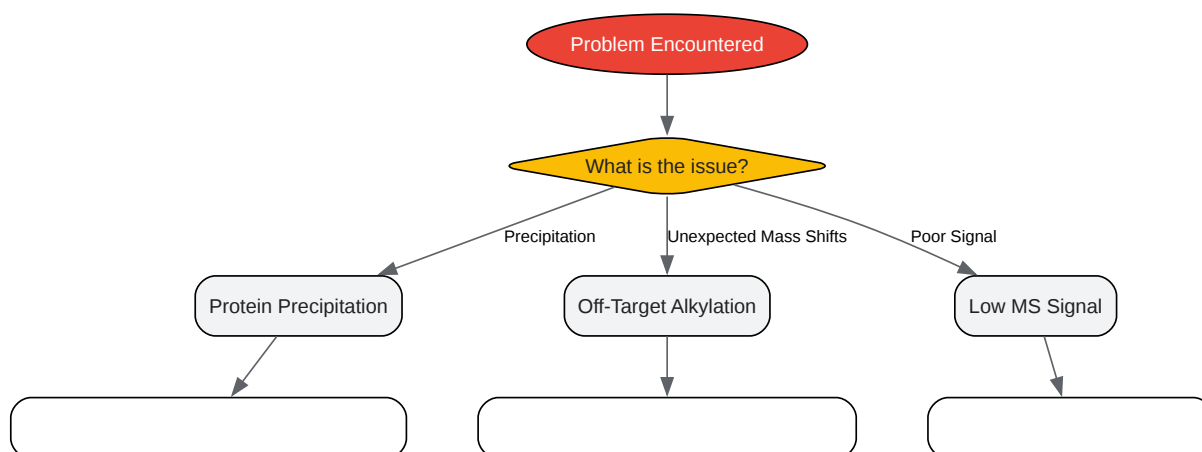 Problem Encountered
What is the issue?
Precipitation
Unexpected Mass Shifts
Poor Signal
Protein Precipitation
Off-Target Alkylation
Low MS Signal